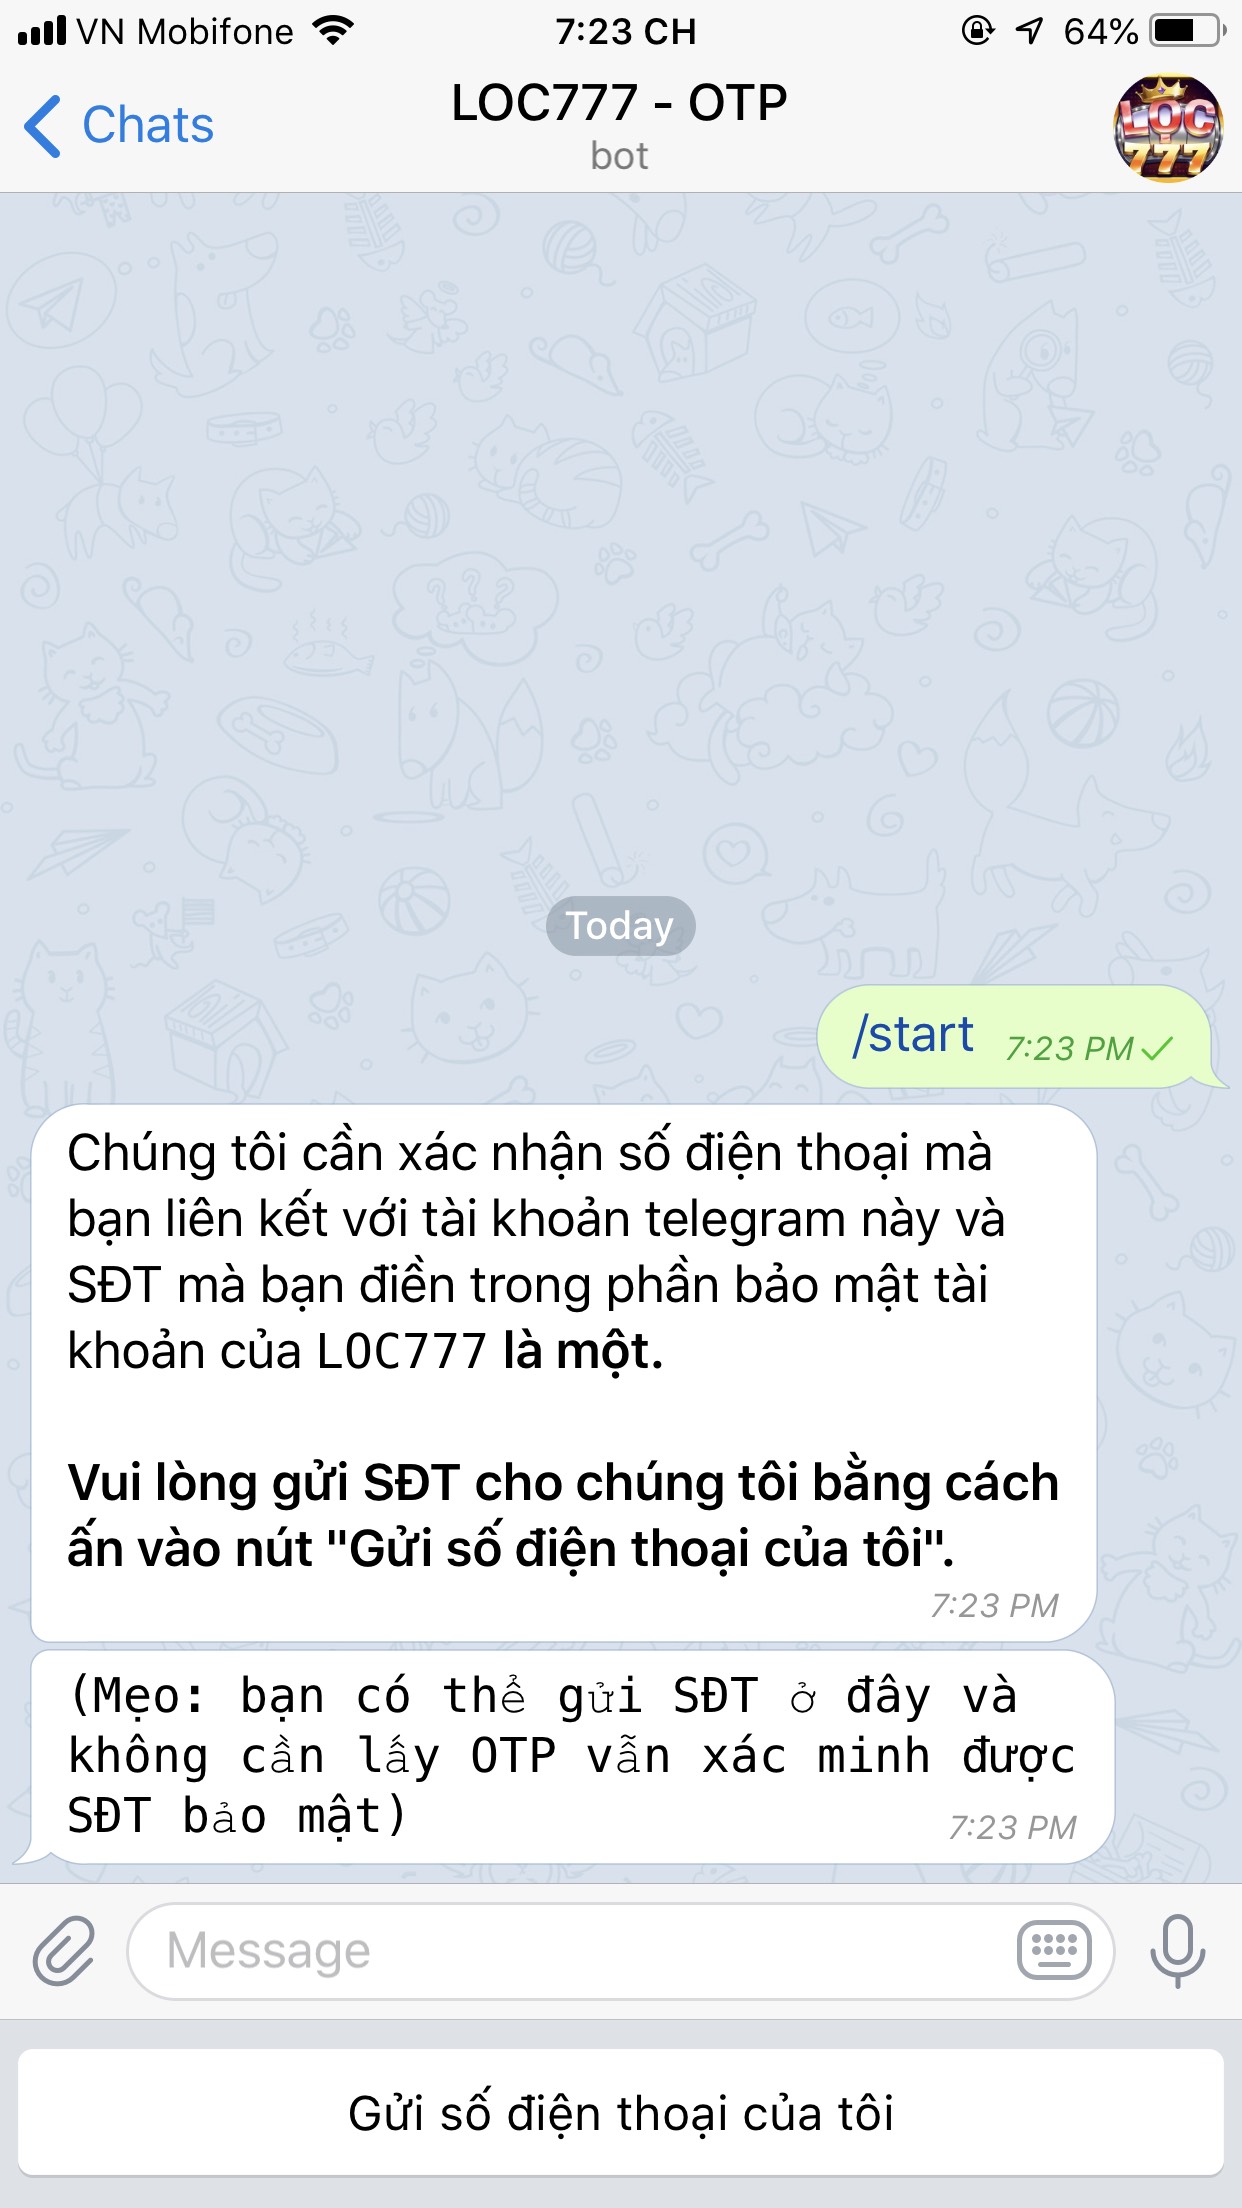 VN Mobifone 7:23 CH 64%
Chats
LOC777 - OTP
bot
LỘC
777
Today
/start 7:23 PM
Chúng tôi cần xác nhận số điện thoại mà
bạn liên kết với tài khoản telegram này và
SĐT mà bạn điền trong phần bảo mật tài
khoản của LOC777 là một.
Vui lòng gửi SĐT cho chúng tôi bằng cách
ấn vào nút "Gửi số điện thoại của tôi".
7:23 PM
(Mẹo: bạn có thể gửi SĐT ở đây và
không cần lấy OTP vẫn xác minh được
SĐT bảo mật)
7:23 PM
Message
Gửi số điện thoại của tôi